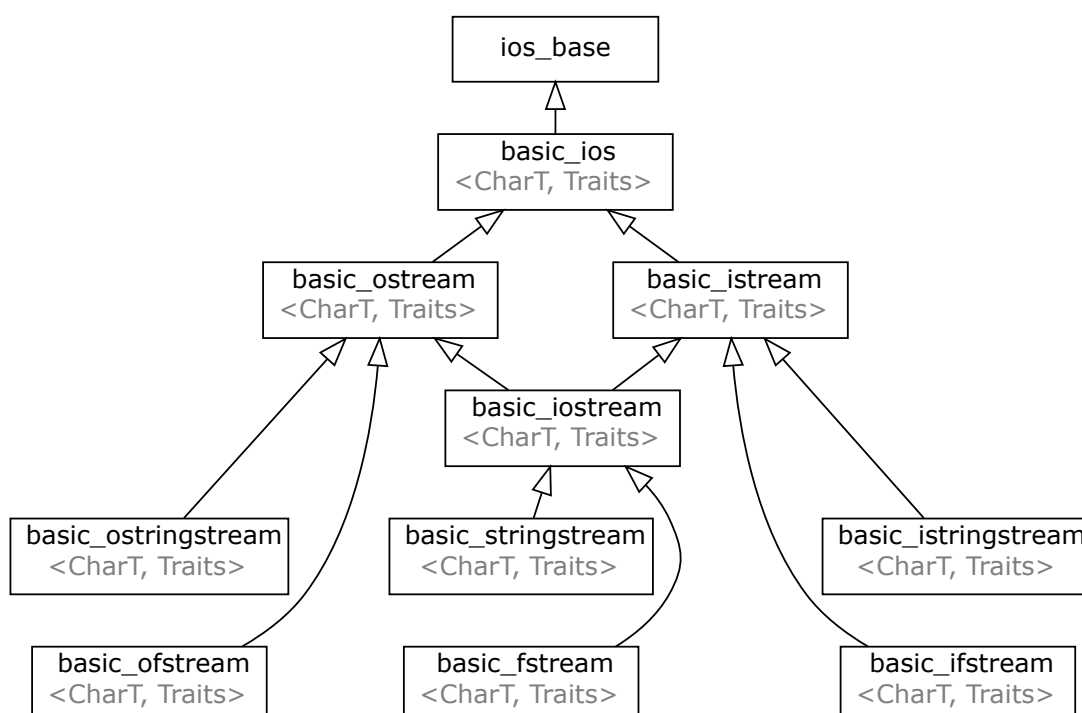 ios_base
basic_ios
<CharT, Traits>
basic_ostream
<CharT, Traits>
basic_istream
<CharT, Traits>
basic_iostream
<CharT, Traits>
basic_ostringstream
<CharT, Traits>
basic_stringstream
<CharT, Traits>
basic_istringstream
<CharT, Traits>
basic_ofstream
<CharT, Traits>
basic_fstream
<CharT, Traits>
basic_ifstream
<CharT, Traits>